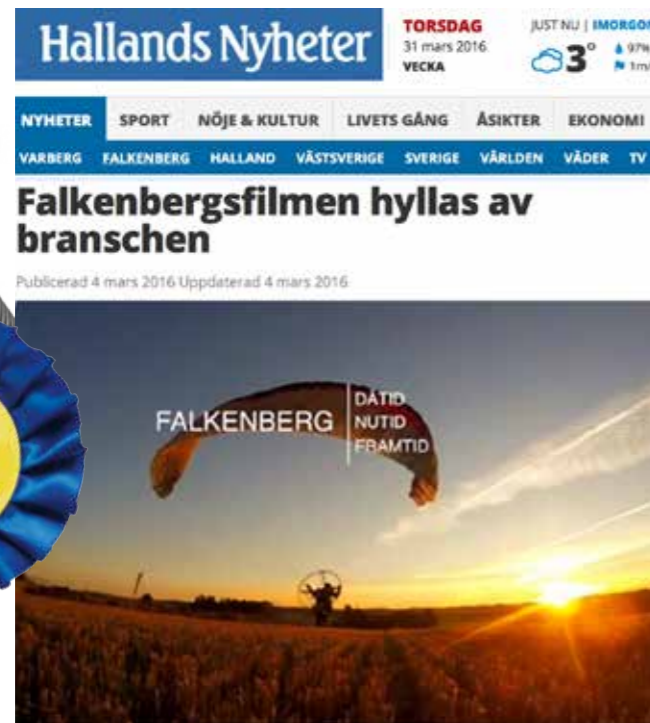 Hallands Nyheter
TORSDAG
31 mars 2016
VECKA
JUST NU | IMORGON
3°
97%
1m/
NYHETER SPORT NÖJE & KULTUR LIVETS GÅNG ÅSIKTER EKONOMI
VARBERG FALKENBERG HALLAND VÄSTSVERIGE SVERIGE VÄRLDEN VÄDER TV
Falkenbergsfilmen hyllas av
branschen
Publicerad 4 mars 2016 Uppdaterad 4 mars 2016
FALKENBERG
DÅTID
NUTID
FRAMTID